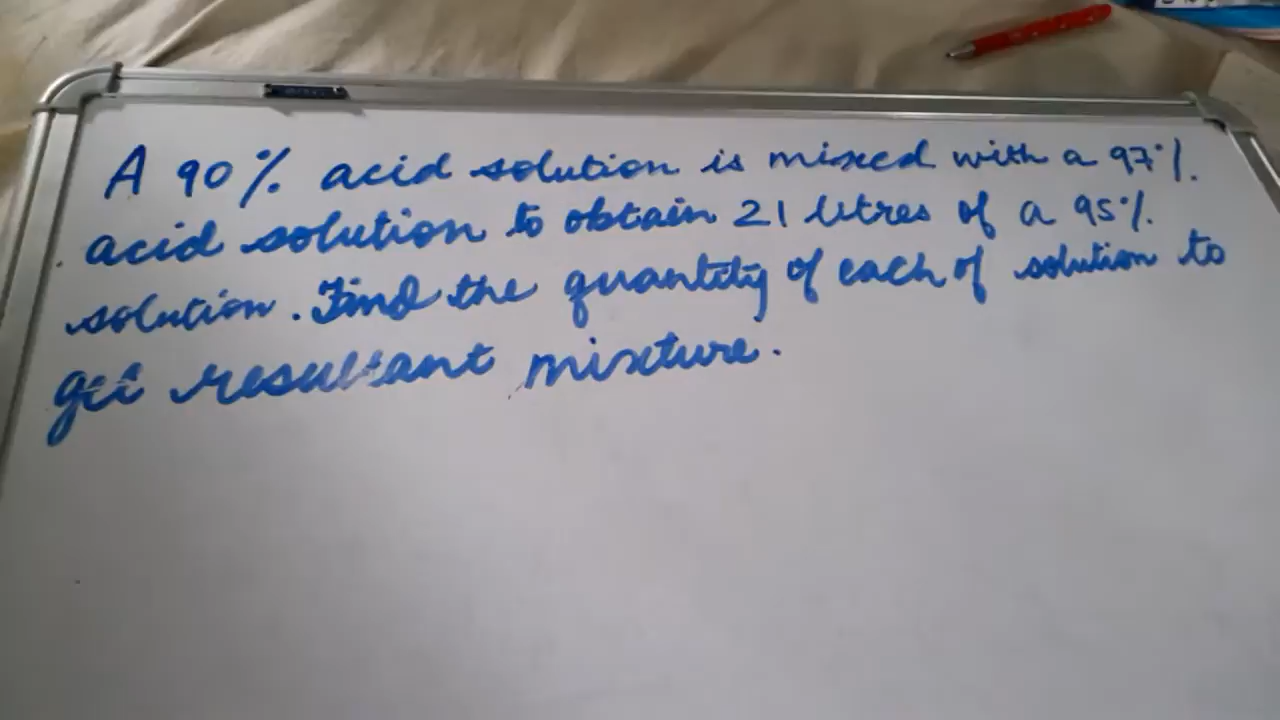 A 90% acid solution is mixed with a 97%
acid solution to obtain 21 litres of a 95%
solution. Find the quantity of each of solution to
get resultant mixture.